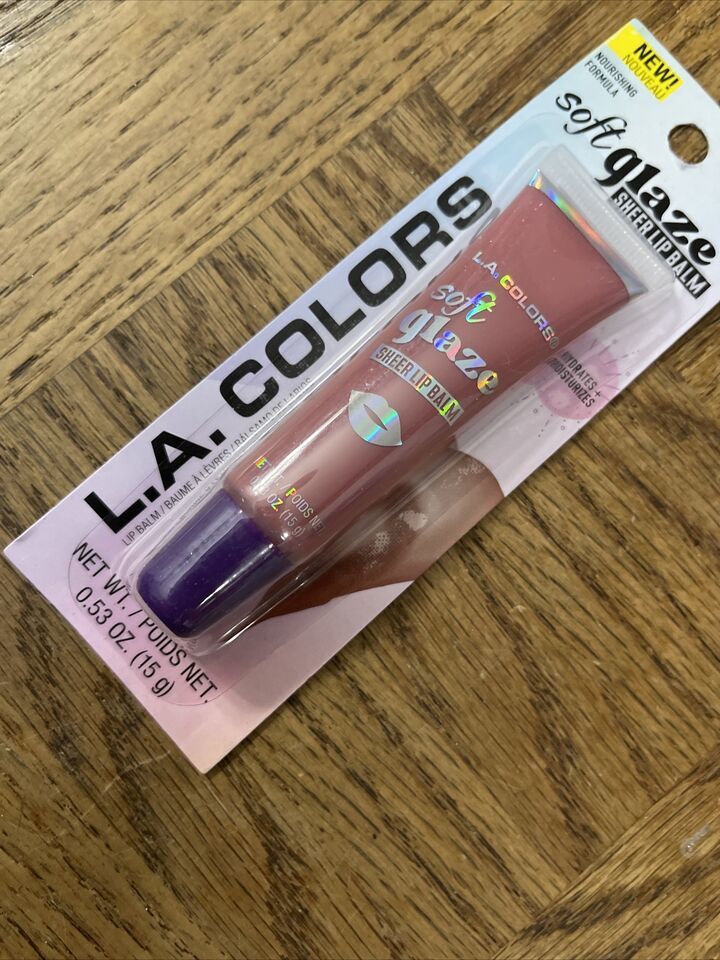 NEW!
NOUVEAU
NOURISHING
FORMULA
soft
glaze
SHEER LIP BALM
L.A. COLORS
LIP BALM / BAUME À LÈVRES / BÁLSAMO DE LABIOS
L.A. COLORS®
soft
glaze
SHEER LIP BALM
HYDRATES +
MOISTURIZES
POIDS NET
OZ. (15 g)
NET WT. / POIDS NET.
0.53 OZ. (15 g)